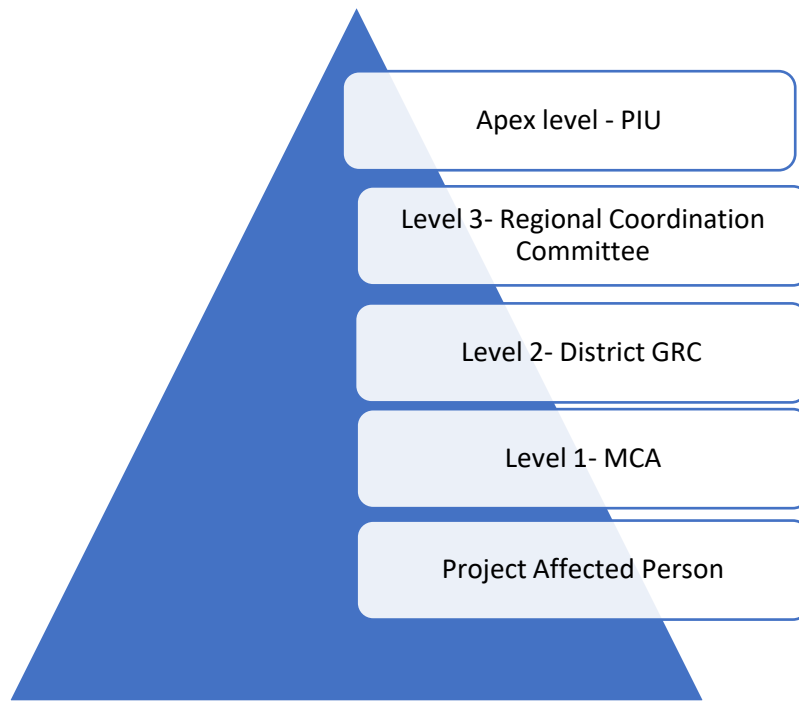 Apex level - PIU
Level 3- Regional Coordination
Committee
Level 2- District GRC
Level 1- MCA
Project Affected Person